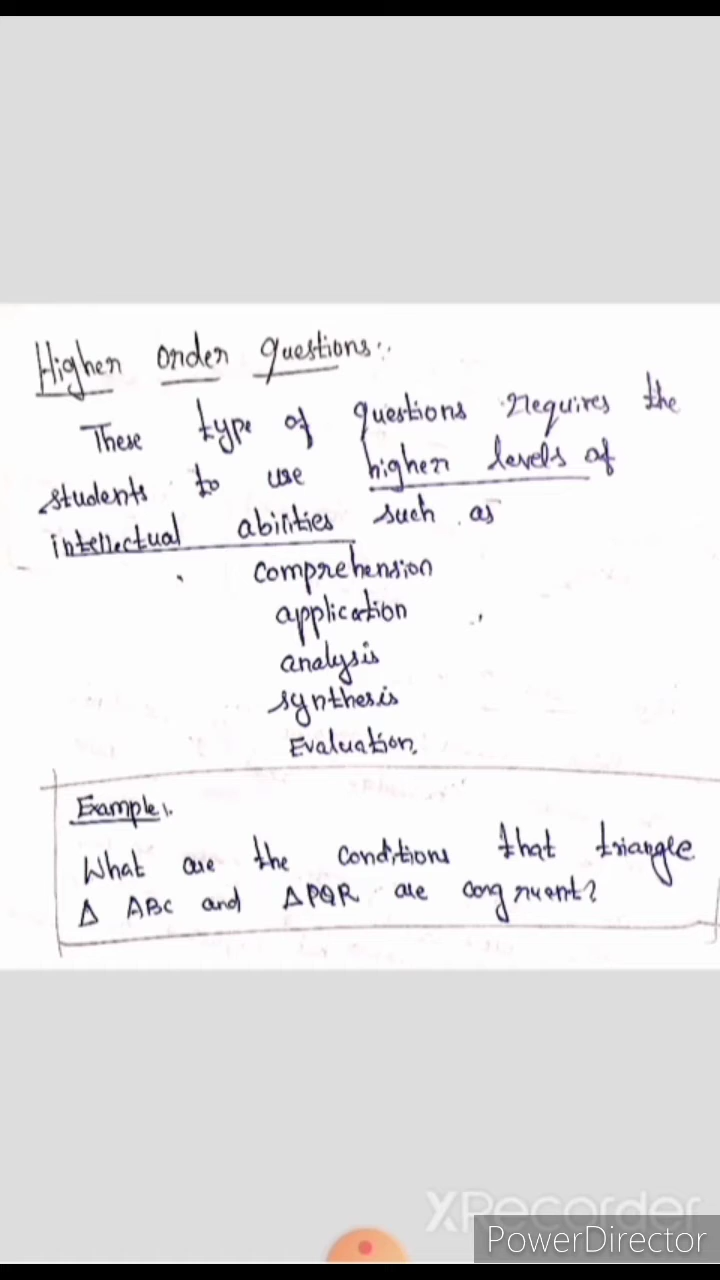 Higher order questions:
These type of questions requires the
students to use higher levels of
intellectual abilities such as
comprehension
application
analysis
synthesis
Evaluation.
Example:
What are the conditions that triangle
Δ ABC and Δ PQR are congruent?
XRecorder
PowerDirector